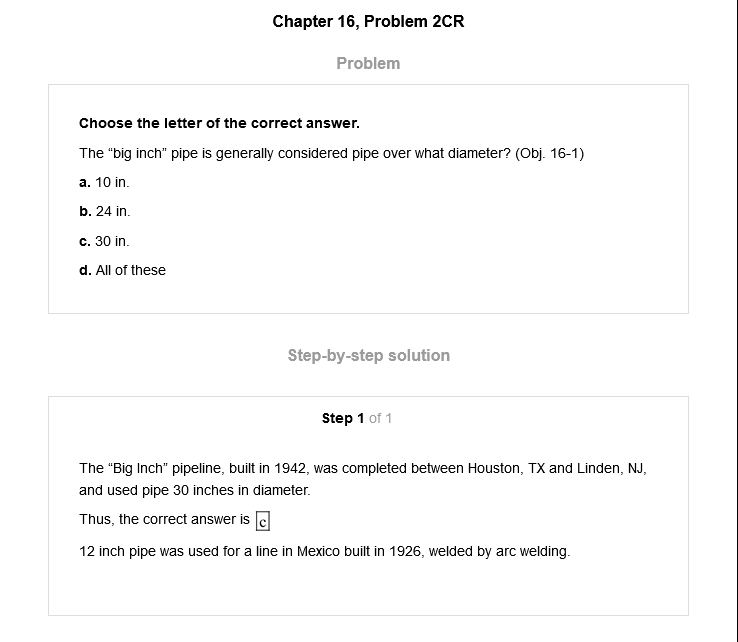 Chapter 16, Problem 2CR
Problem
Choose the letter of the correct answer.
The “big inch” pipe is generally considered pipe over what diameter? (Obj. 16-1)
a. 10 in.
b. 24 in.
c. 30 in.
d. All of these
Step-by-step solution
Step 1 of 1
The “Big Inch” pipeline, built in 1942, was completed between Houston, TX and Linden, NJ,
and used pipe 30 inches in diameter.
Thus, the correct answer is c
12 inch pipe was used for a line in Mexico built in 1926, welded by arc welding.